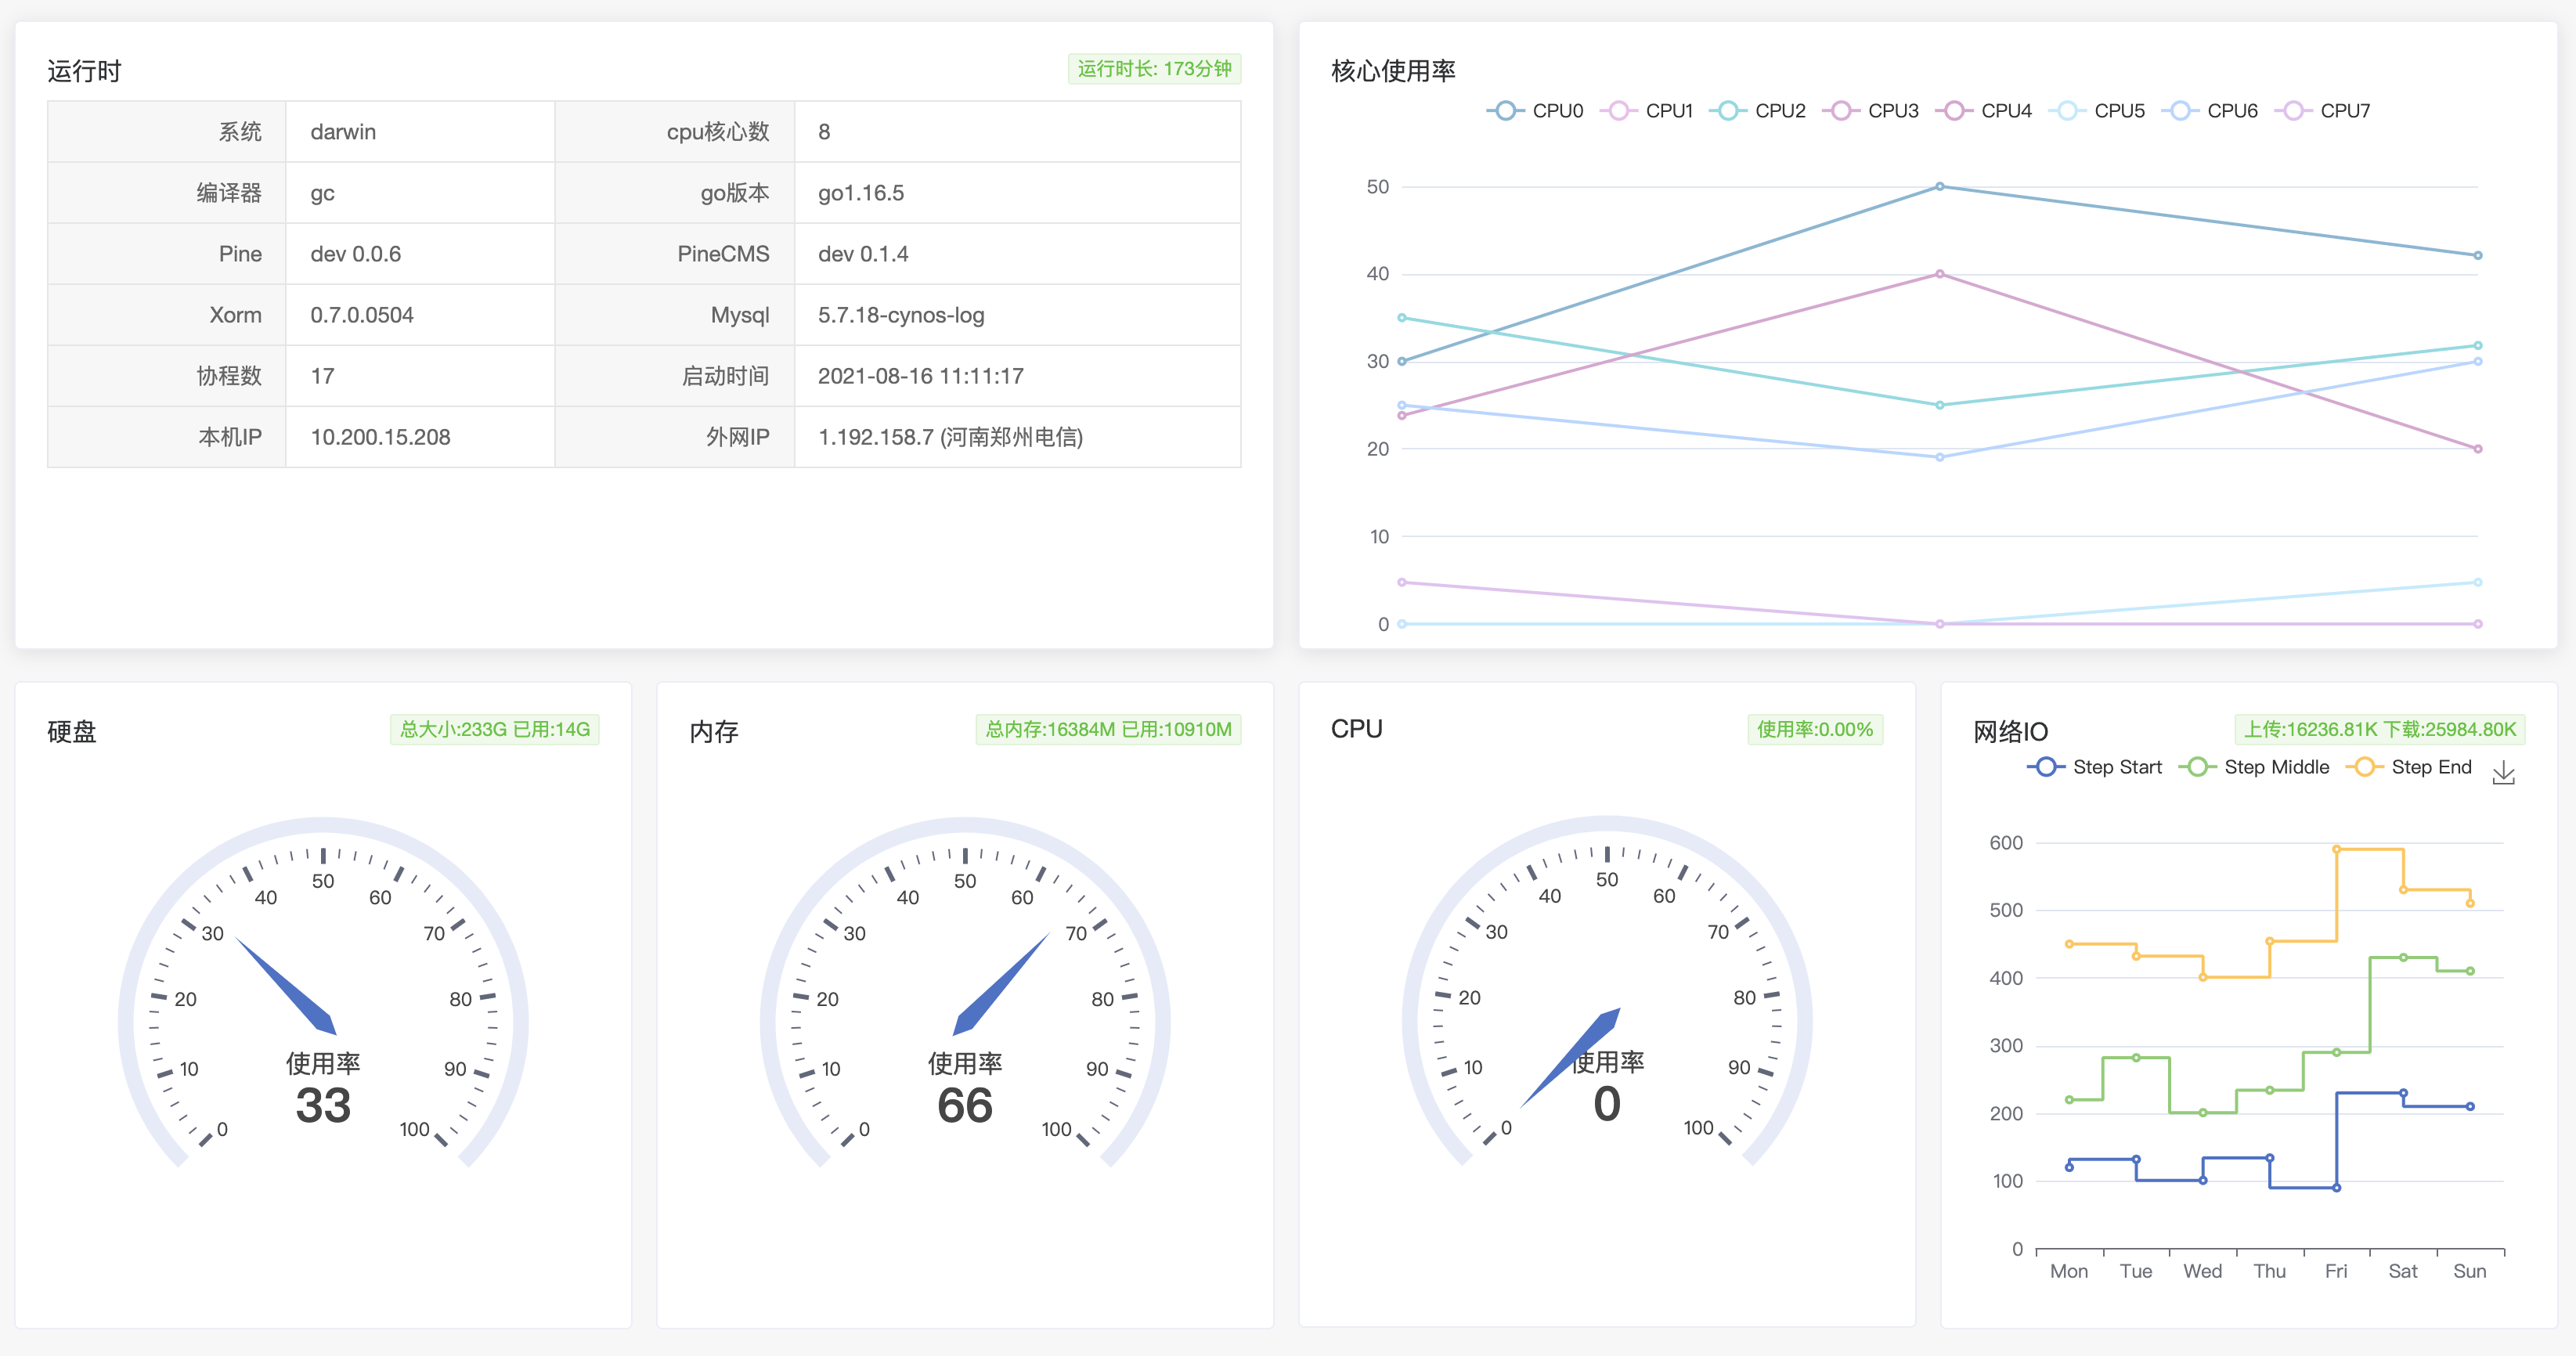 运行时
运行时长: 173分钟
系统 darwin cpu核心数 8
编译器 gc go版本 go1.16.5
Pine dev 0.0.6 PineCMS dev 0.1.4
Xorm 0.7.0.0504 Mysql 5.7.18-cynos-log
协程数 17 启动时间 2021-08-16 11:11:17
本机IP 10.200.15.208 外网IP 1.192.158.7 (河南郑州电信)
核心使用率
CPU0 CPU1 CPU2 CPU3 CPU4 CPU5 CPU6 CPU7
50
40
30
20
10
0
硬盘
总大小:233G 已用:14G
0 10 20 30 40 50 60 70 80 90 100
使用率
33
内存
总内存:16384M 已用:10910M
0 10 20 30 40 50 60 70 80 90 100
使用率
66
CPU
使用率:0.00%
0 10 20 30 40 50 60 70 80 90 100
使用率
0
网络IO
上传:16236.81K 下载:25984.80K
Step Start Step Middle Step End
600
500
400
300
200
100
0
Mon Tue Wed Thu Fri Sat Sun